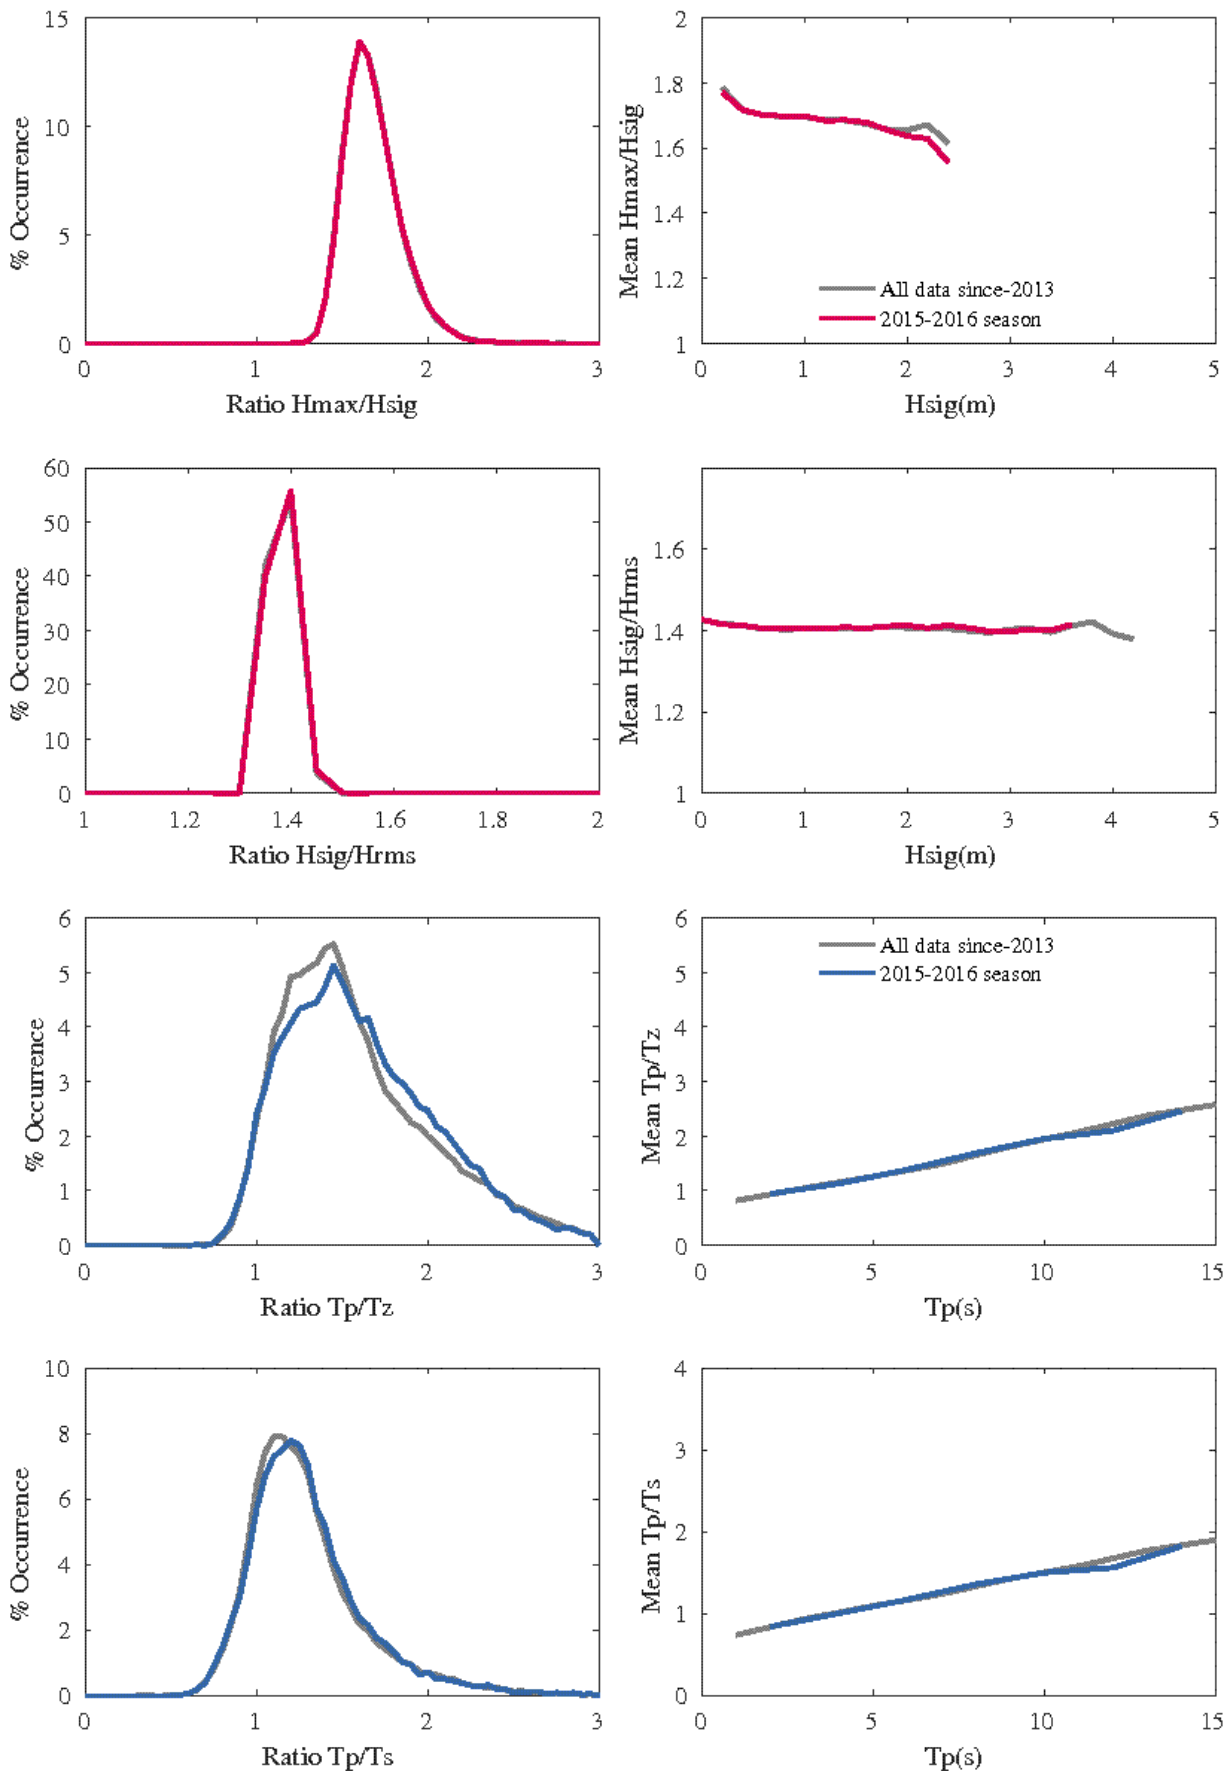 15
10
5
0
% Occurrence
0 1 2 3
Ratio Hmax/Hsig
2
1.8
1.6
1.4
1.2
1
Mean Hmax/Hsig
All data since-2013
2015-2016 season
0 1 2 3 4 5
Hsig(m)
60
50
40
30
20
10
0
% Occurrence
1 1.2 1.4 1.6 1.8 2
Ratio Hsig/Hrms
1.6
1.4
1.2
1
Mean Hsig/Hrms
0 1 2 3 4 5
Hsig(m)
6
5
4
3
2
1
0
% Occurrence
0 1 2 3
Ratio Tp/Tz
6
5
4
3
2
1
0
Mean Tp/Tz
All data since-2013
2015-2016 season
0 5 10 15
Tp(s)
10
8
6
4
2
0
% Occurrence
0 1 2 3
Ratio Tp/Ts
4
3
2
1
0
Mean Tp/Ts
0 5 10 15
Tp(s)